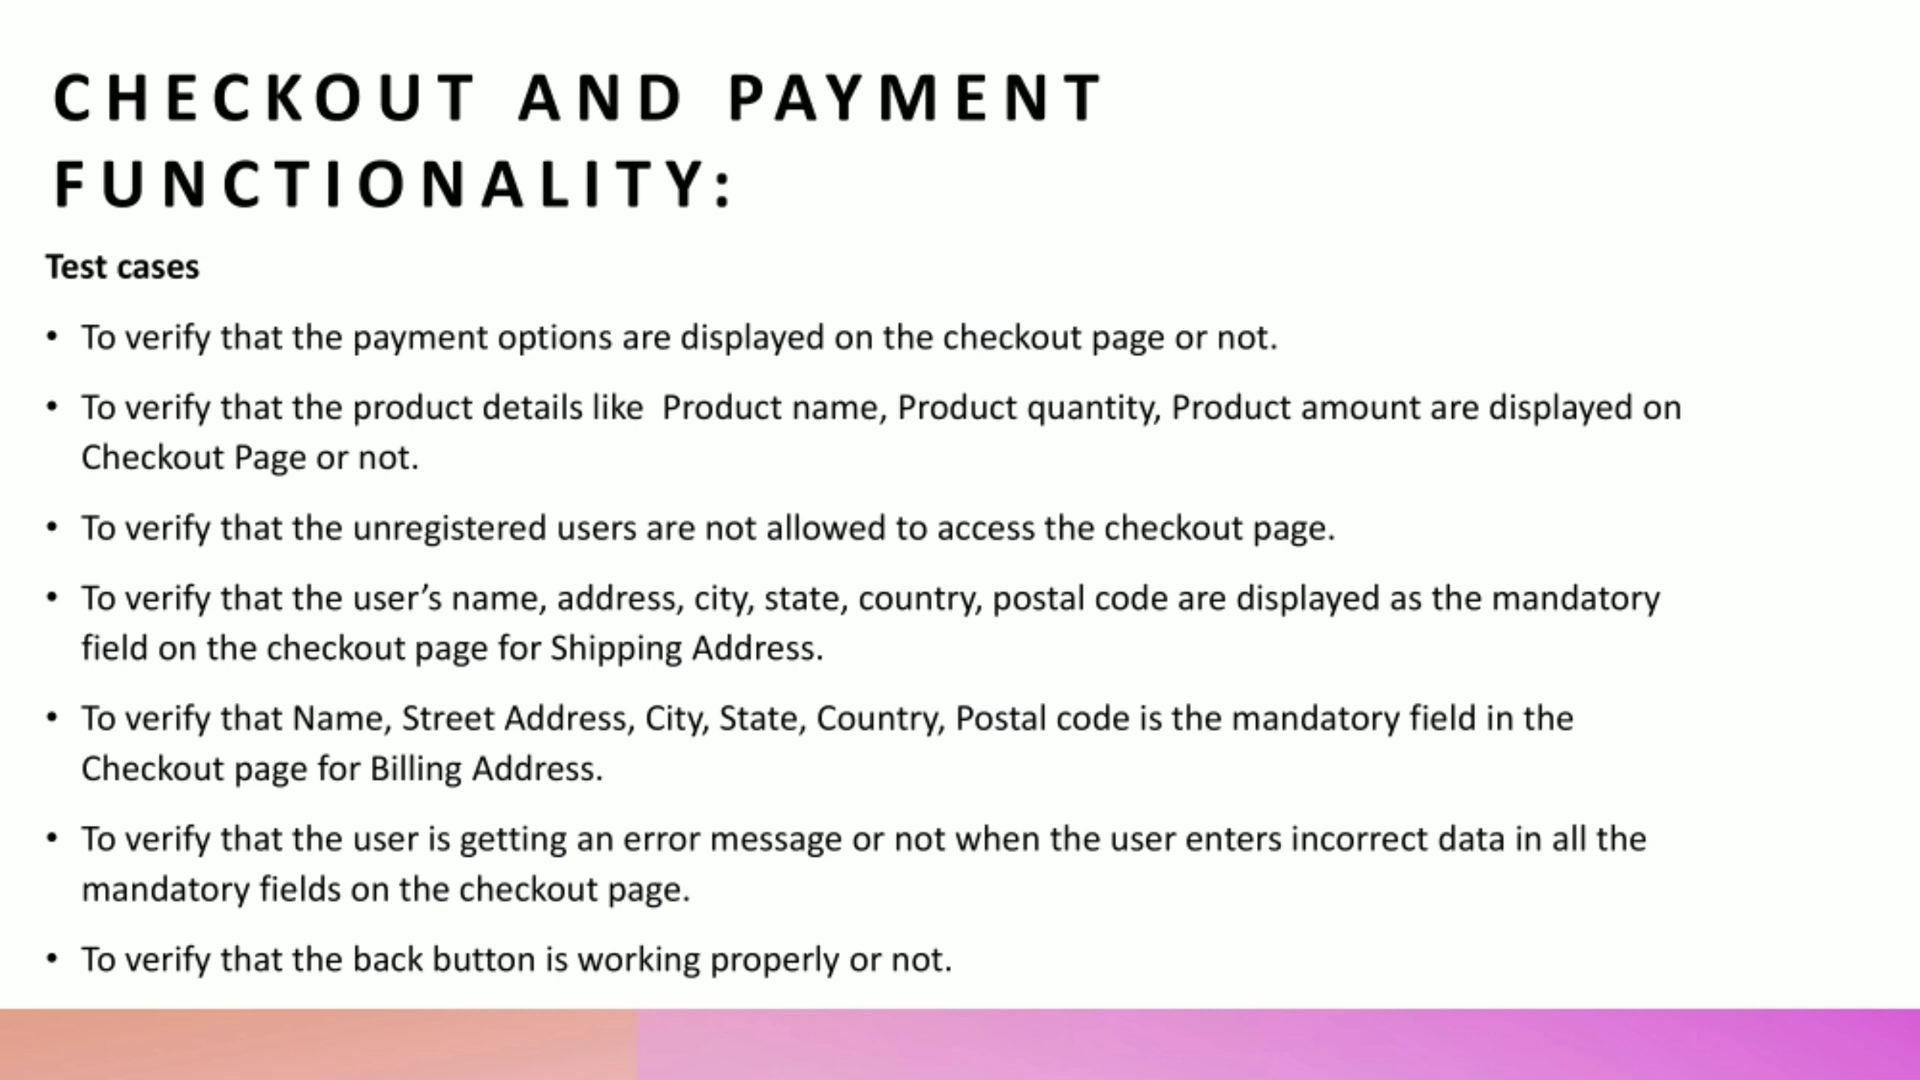 CHECKOUT AND PAYMENT
FUNCTIONALITY:
Test cases
• To verify that the payment options are displayed on the checkout page or not.
• To verify that the product details like  Product name, Product quantity, Product amount are displayed on
Checkout Page or not.
• To verify that the unregistered users are not allowed to access the checkout page.
• To verify that the user’s name, address, city, state, country, postal code are displayed as the mandatory
field on the checkout page for Shipping Address.
• To verify that Name, Street Address, City, State, Country, Postal code is the mandatory field in the
Checkout page for Billing Address.
• To verify that the user is getting an error message or not when the user enters incorrect data in all the
mandatory fields on the checkout page.
• To verify that the back button is working properly or not.